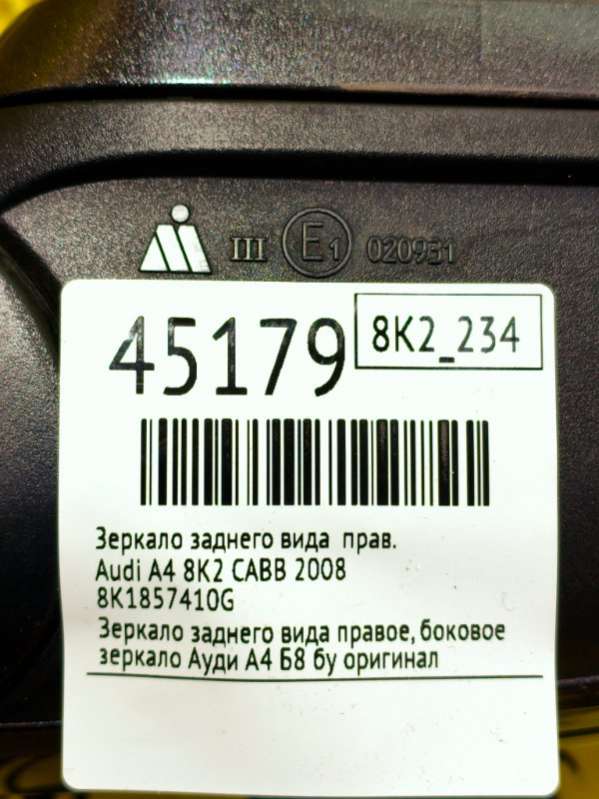 III E1 020951
45179
8K2_234
Зеркало заднего вида прав.
Audi A4 8K2 CABB 2008
8K1857410G
Зеркало заднего вида правое, боковое
зеркало Ауди А4 Б8 бу оригинал